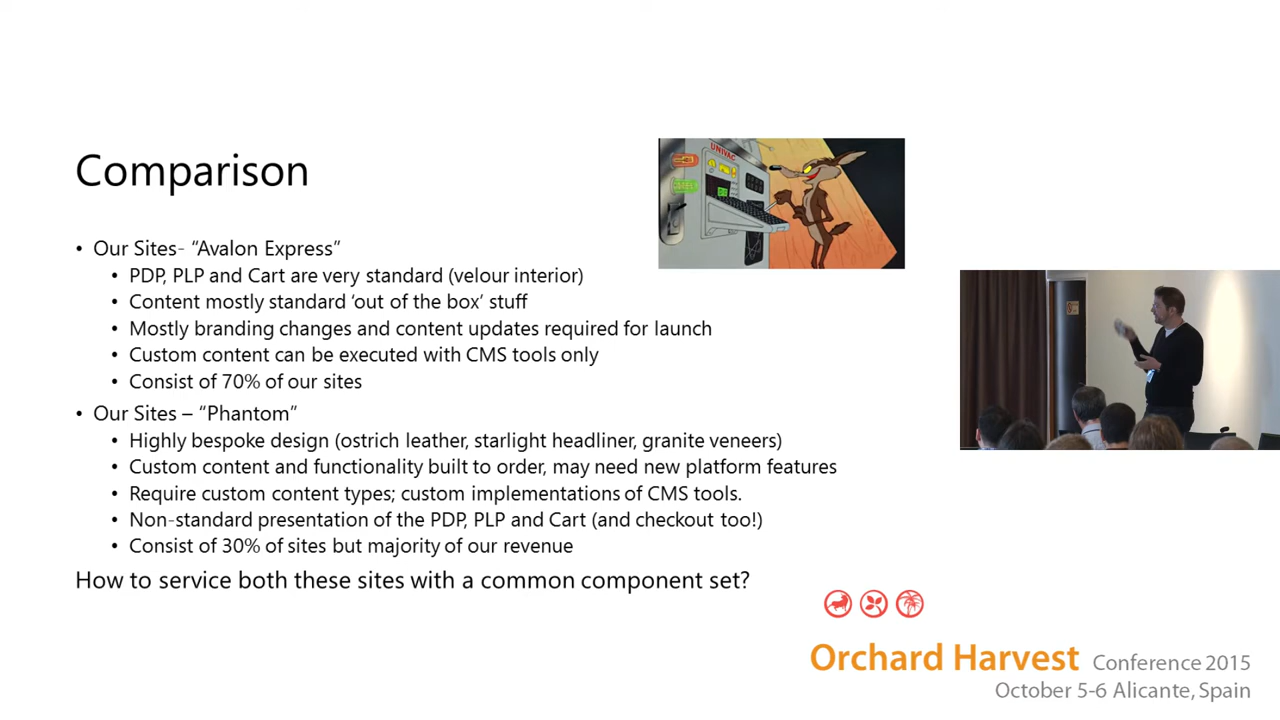 Comparison
UNIVAC
• Our Sites- “Avalon Express”
• PDP, PLP and Cart are very standard (velour interior)
• Content mostly standard ‘out of the box’ stuff
• Mostly branding changes and content updates required for launch
• Custom content can be executed with CMS tools only
• Consist of 70% of our sites
• Our Sites – “Phantom”
• Highly bespoke design (ostrich leather, starlight headliner, granite veneers)
• Custom content and functionality built to order, may need new platform features
• Require custom content types; custom implementations of CMS tools.
• Non-standard presentation of the PDP, PLP and Cart (and checkout too!)
• Consist of 30% of sites but majority of our revenue
How to service both these sites with a common component set?
Orchard Harvest Conference 2015
October 5-6 Alicante, Spain